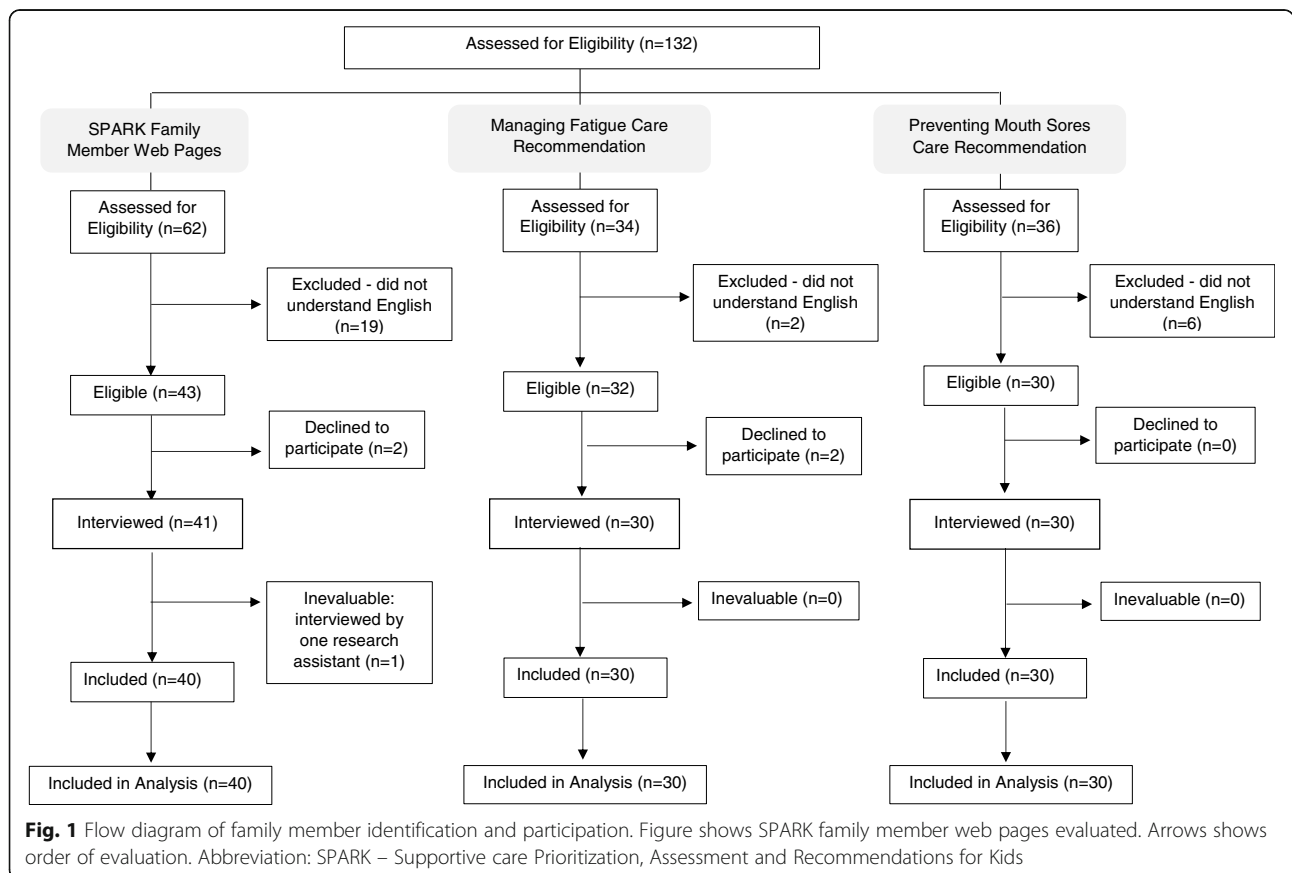 Assessed for Eligibility (n=132)
SPARK Family
Member Web Pages
Managing Fatigue Care
Recommendation
Preventing Mouth Sores
Care Recommendation
Assessed for
Eligibility (n=62)
Assessed for
Eligibility (n=34)
Assessed for
Eligibility (n=36)
Excluded - did not
understand English
(n=19)
Excluded - did not
understand English
(n=2)
Excluded - did not
understand English
(n=6)
Eligible (n=43)
Eligible (n=32)
Eligible (n=30)
Declined to
participate (n=2)
Declined to
participate (n=2)
Declined to
participate (n=0)
Interviewed (n=41)
Interviewed (n=30)
Interviewed (n=30)
Inevaluable:
interviewed by
one research
assistant (n=1)
Inevaluable (n=0)
Inevaluable (n=0)
Included (n=40)
Included (n=30)
Included (n=30)
Included in Analysis (n=40)
Included in Analysis (n=30)
Included in Analysis (n=30)
Fig. 1 Flow diagram of family member identification and participation. Figure shows SPARK family member web pages evaluated. Arrows shows
order of evaluation. Abbreviation: SPARK – Supportive care Prioritization, Assessment and Recommendations for Kids